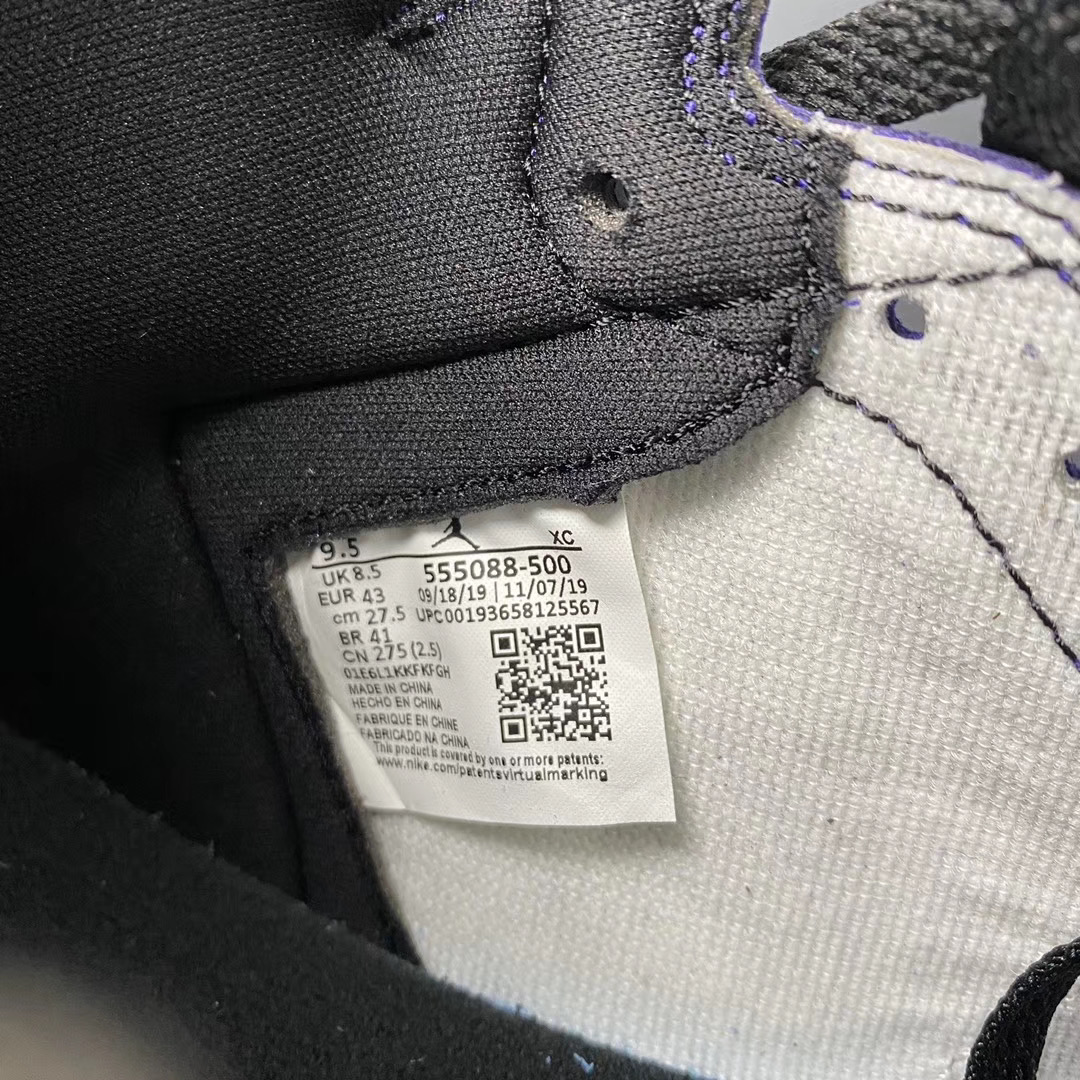 9.5 XC
UK 8.5 555088-500
EUR 43 09/18/19 | 11/07/19
cm 27.5 UPC00193658125567
BR 41
CN 275 (2.5)
01E6L1KKFKFGH
MADE IN CHINA
HECHO EN CHINA
FABRIQUE EN CHINE
FABRICADO NA CHINA
This product is covered by one or more patents:
www.nike.com/patentsvirtualmarking